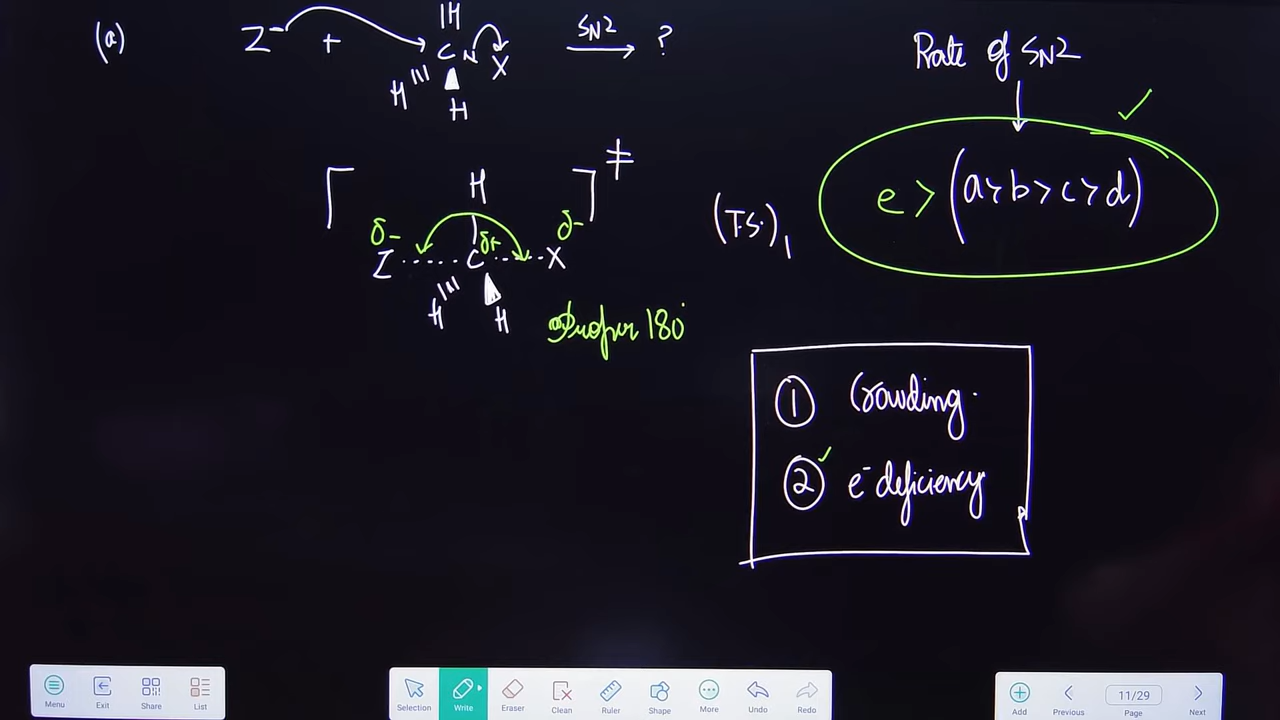 (a) Z⁻ + H H H C X SN2 ?
Rate of SN2
e > (a>b>c>d)
[ H Z δ- C δ+ X δ- H H ] ‡
(T.S.)₁
180°
① Crowding.
② e⁻ deficiency
Menu Exit Share List
Selection Write Eraser Clean Ruler Shape More Undo Redo
Add Previous 11/29 Page Next